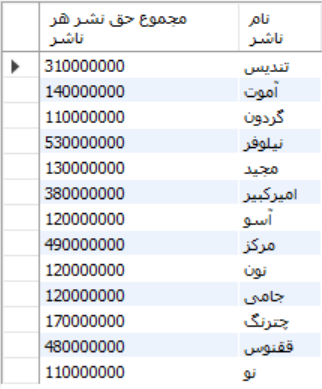 مجموع حق نشر هر ناشر	نام ناشر
310000000	تندیس
140000000	آموت
110000000	گردون
530000000	نیلوفر
130000000	مجید
380000000	امیرکبیر
120000000	آسو
490000000	مرکز
120000000	نون
120000000	جامی
170000000	چترنگ
480000000	ققنوس
110000000	نو